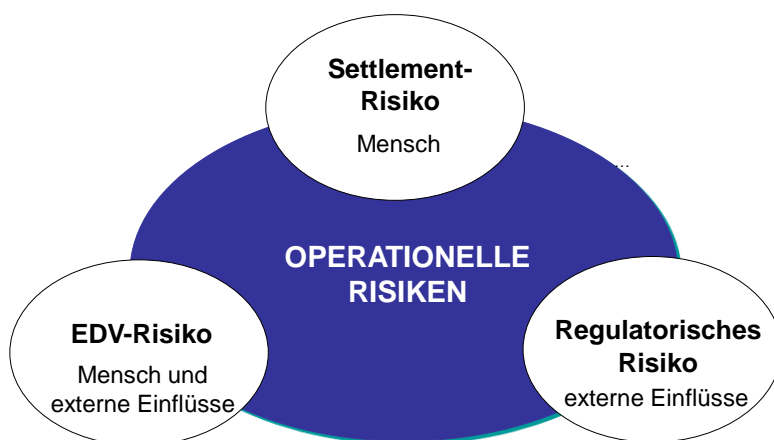 Settlement-
Risiko
Mensch
...
OPERATIONELLE
RISIKEN
EDV-Risiko
Mensch und
externe Einflüsse
Regulatorisches
Risiko
externe Einflüsse